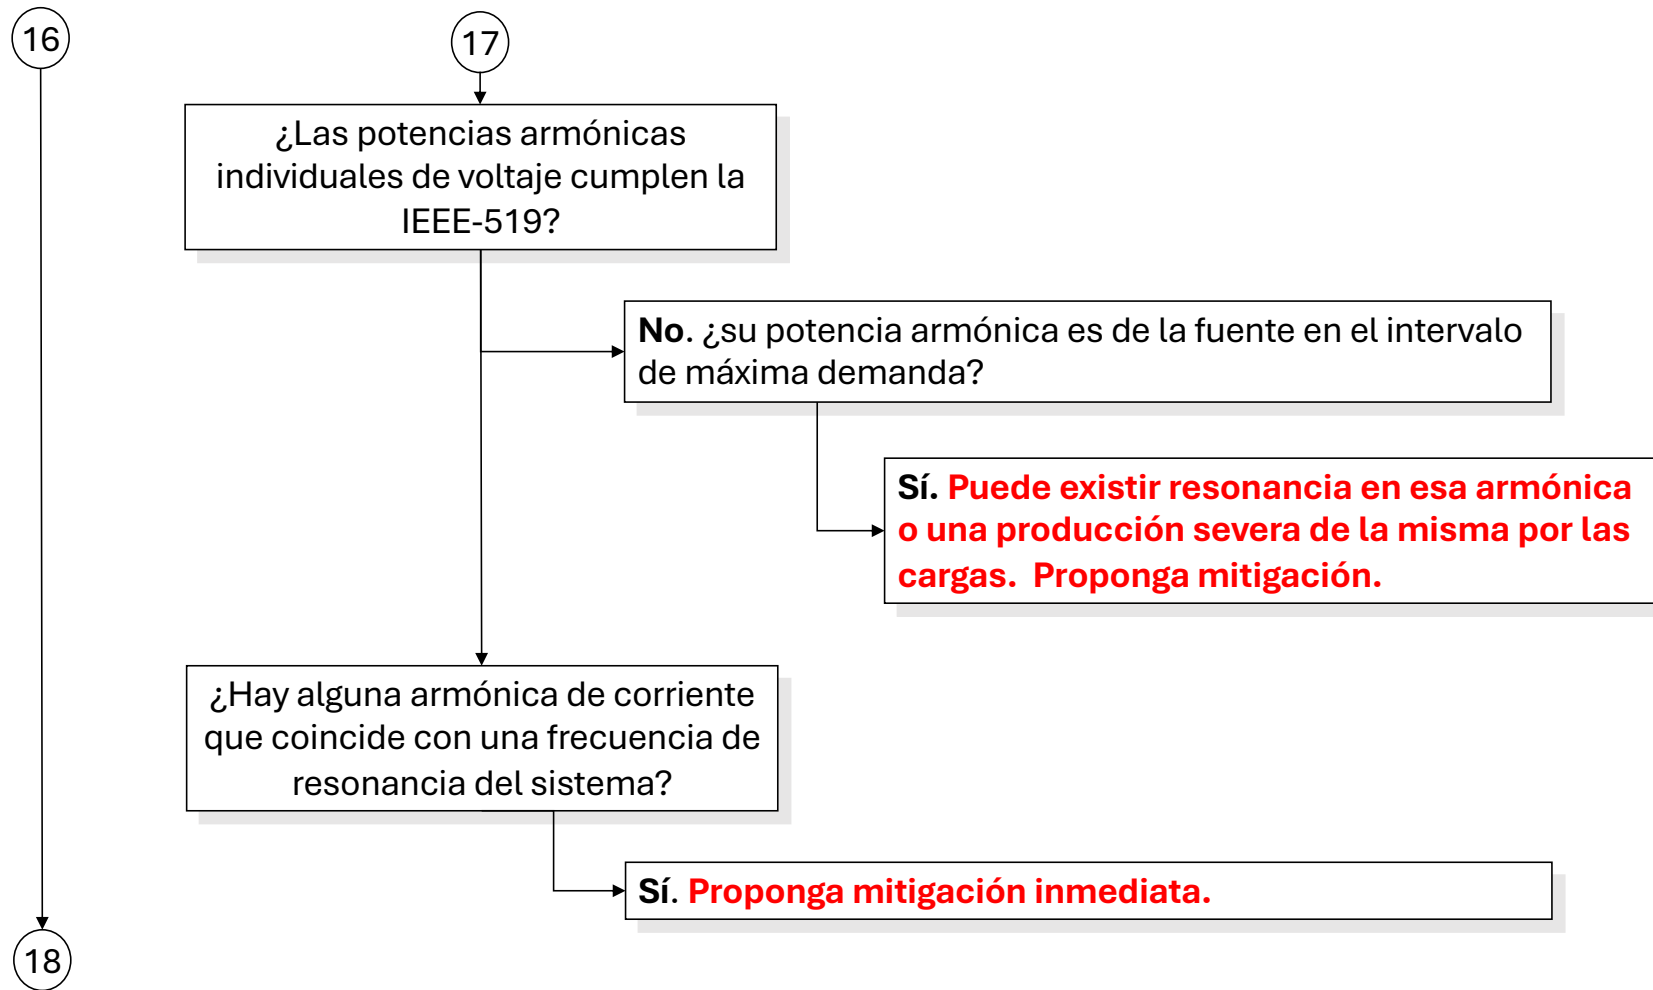 16
17
¿Las potencias armónicas
individuales de voltaje cumplen la
IEEE-519?
No. ¿su potencia armónica es de la fuente en el intervalo
de máxima demanda?
Sí. Puede existir resonancia en esa armónica
o una producción severa de la misma por las
cargas.  Proponga mitigación.
¿Hay alguna armónica de corriente
que coincide con una frecuencia de
resonancia del sistema?
Sí. Proponga mitigación inmediata.
18